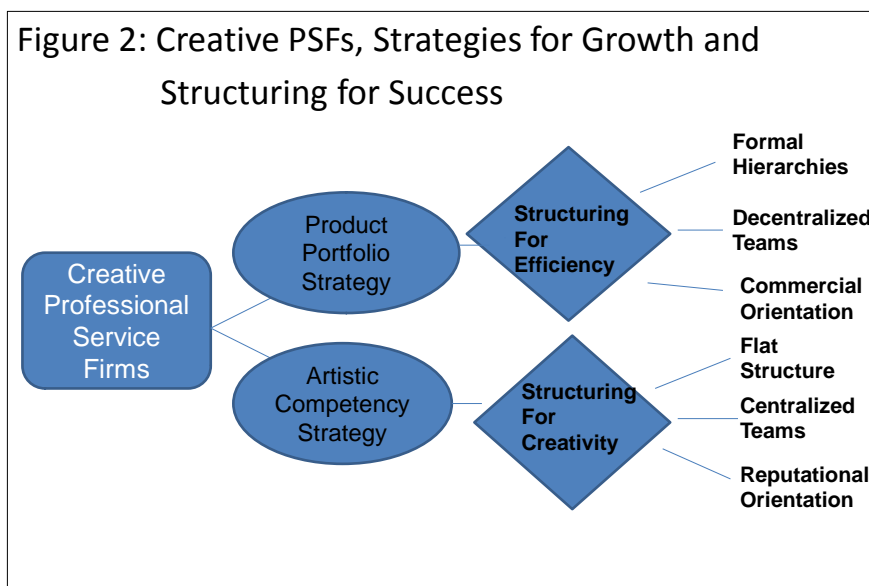 Figure 2: Creative PSFs, Strategies for Growth and
Structuring for Success
Creative
Professional
Service
Firms
Product
Portfolio
Strategy
Structuring
For
Efficiency
Formal
Hierarchies
Decentralized
Teams
Commercial
Orientation
Artistic
Competency
Strategy
Structuring
For
Creativity
Flat
Structure
Centralized
Teams
Reputational
Orientation